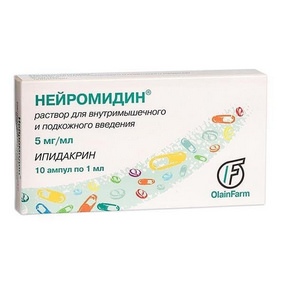 НЕЙРОМИДИН®
раствор для внутримышечного
и подкожного введения
5 мг/мл
ИПИДАКРИН
10 ампул по 1 мл
OlainFarm